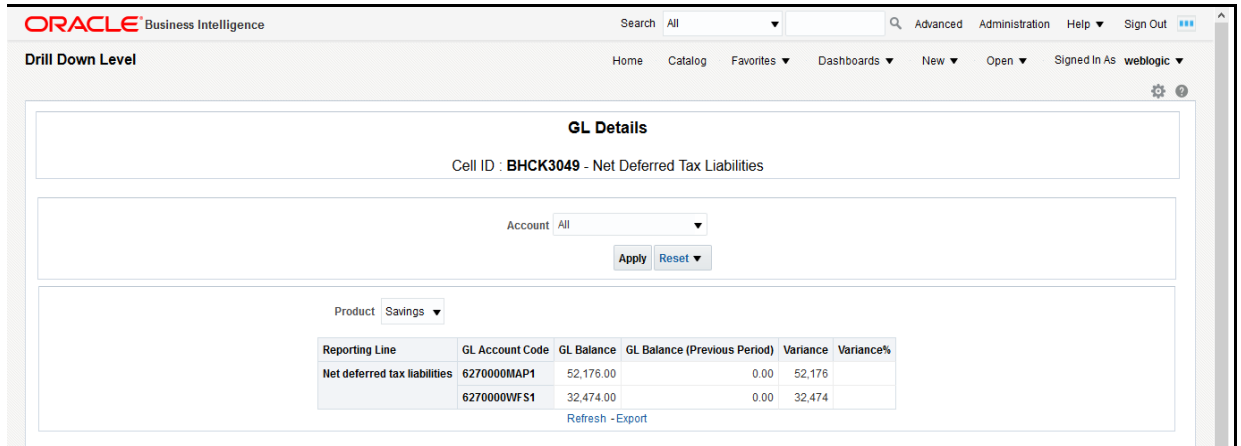 ORACLE Business Intelligence Search All Advanced Administration Help Sign Out
Drill Down Level Home Catalog Favorites Dashboards New Open Signed In As weblogic
GL Details
Cell ID : BHCK3049 - Net Deferred Tax Liabilities
Account All
Apply Reset
Product Savings
Reporting Line GL Account Code GL Balance GL Balance (Previous Period) Variance Variance%
Net deferred tax liabilities 6270000MAP1 52,176.00 0.00 52,176
6270000WFS1 32,474.00 0.00 32,474
Refresh - Export